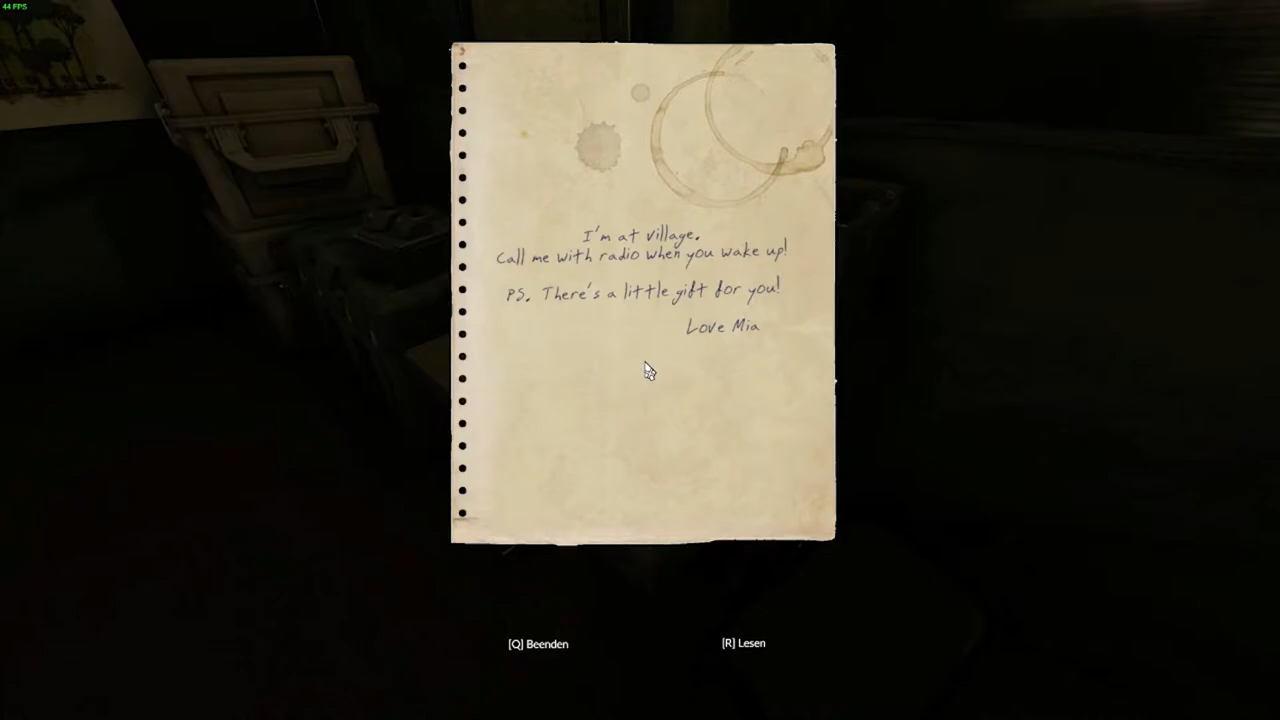 44 FPS
I'm at village.
Call me with radio when you wake up!
PS. There's a little gift for you!
Love Mia
[Q] Beenden [R] Lesen